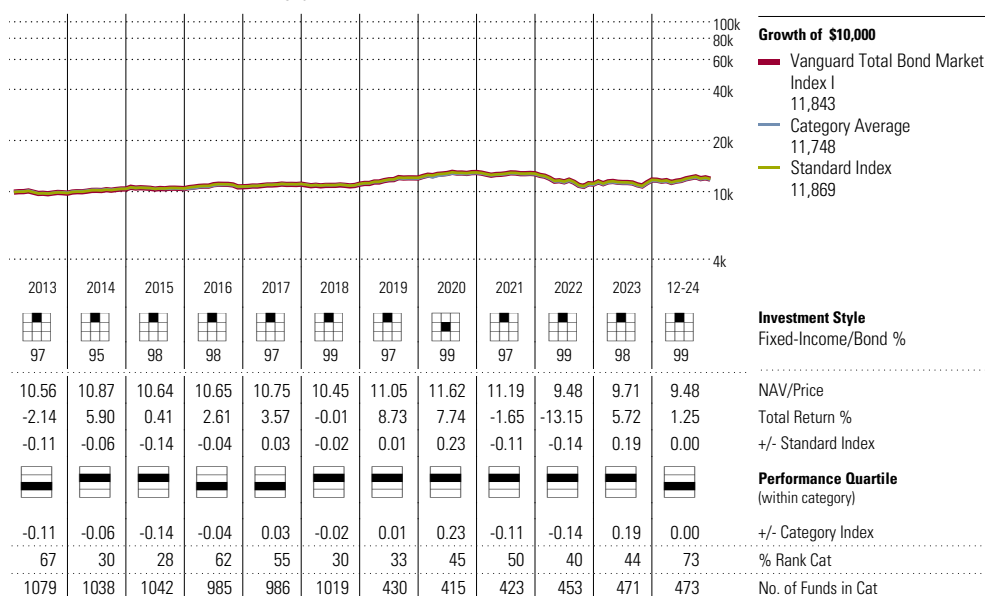 100k
80k
60k
40k
20k
10k
4k
Growth of $10,000
Vanguard Total Bond Market
Index I
11,843
Category Average
11,748
Standard Index
11,869
2013 2014 2015 2016 2017 2018 2019 2020 2021 2022 2023 12-24
Investment Style
Fixed-Income/Bond %
97 95 98 98 97 99 97 99 97 99 98 99
10.56 10.87 10.64 10.65 10.75 10.45 11.05 11.62 11.19 9.48 9.71 9.48 NAV/Price
-2.14 5.90 0.41 2.61 3.57 -0.01 8.73 7.74 -1.65 -13.15 5.72 1.25 Total Return %
-0.11 -0.06 -0.14 -0.04 0.03 -0.02 0.01 0.23 -0.11 -0.14 0.19 0.00 +/- Standard Index
Performance Quartile
(within category)
-0.11 -0.06 -0.14 -0.04 0.03 -0.02 0.01 0.23 -0.11 -0.14 0.19 0.00 +/- Category Index
67 30 28 62 55 30 33 45 50 40 44 73 % Rank Cat
1079 1038 1042 985 986 1019 430 415 423 453 471 473 No. of Funds in Cat